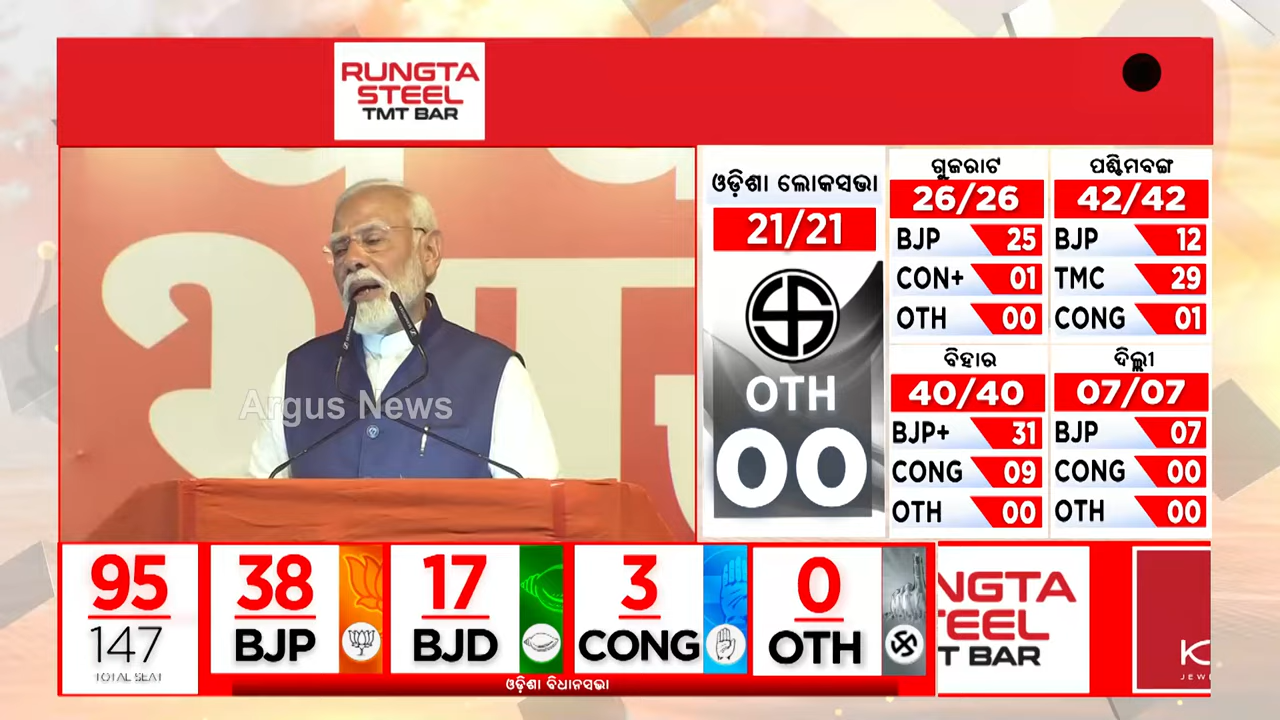 RUNGTA
STEEL
TMT BAR
Argus News
ଓଡ଼ିଶା ଲୋକସଭା
21/21
OTH
00
ଗୁଜରାଟ
26/26
BJP 25
CON+ 01
OTH 00
ପଶ୍ଚିମବଙ୍ଗ
42/42
BJP 12
TMC 29
CONG 01
ବିହାର
40/40
BJP+ 31
CONG 09
OTH 00
ଦିଲ୍ଲୀ
07/07
BJP 07
CONG 00
OTH 00
95
147
TOTAL SEAT
38
BJP
17
BJD
3
CONG
0
OTH
ଓଡ଼ିଶା ବିଧାନସଭା
NGTA
EEL
T BAR
K
JEW